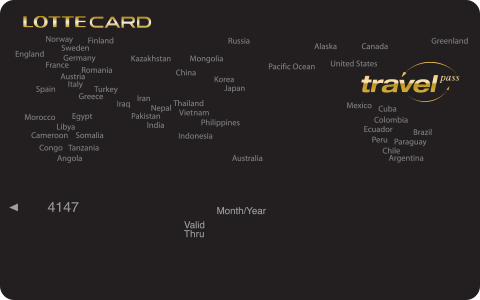 LOTTECARD
Norway Finland Russia Greenland
Sweden Alaska Canada
England Germany Kazakhstan Mongolia
France Romania China Pacific Ocean United States
Austria Korea travel pass
Spain Italy Turkey Japan
Greece Iraq Iran Thailand Mexico Cuba
Morocco Egypt Pakistan Nepal Vietnam Colombia
Libya India Philippines Ecuador Brazil
Cameroon Somalia Indonesia Peru Paraguay
Congo Tanzania Chile
Angola Australia Argentina
4147 Month/Year
Valid
Thru